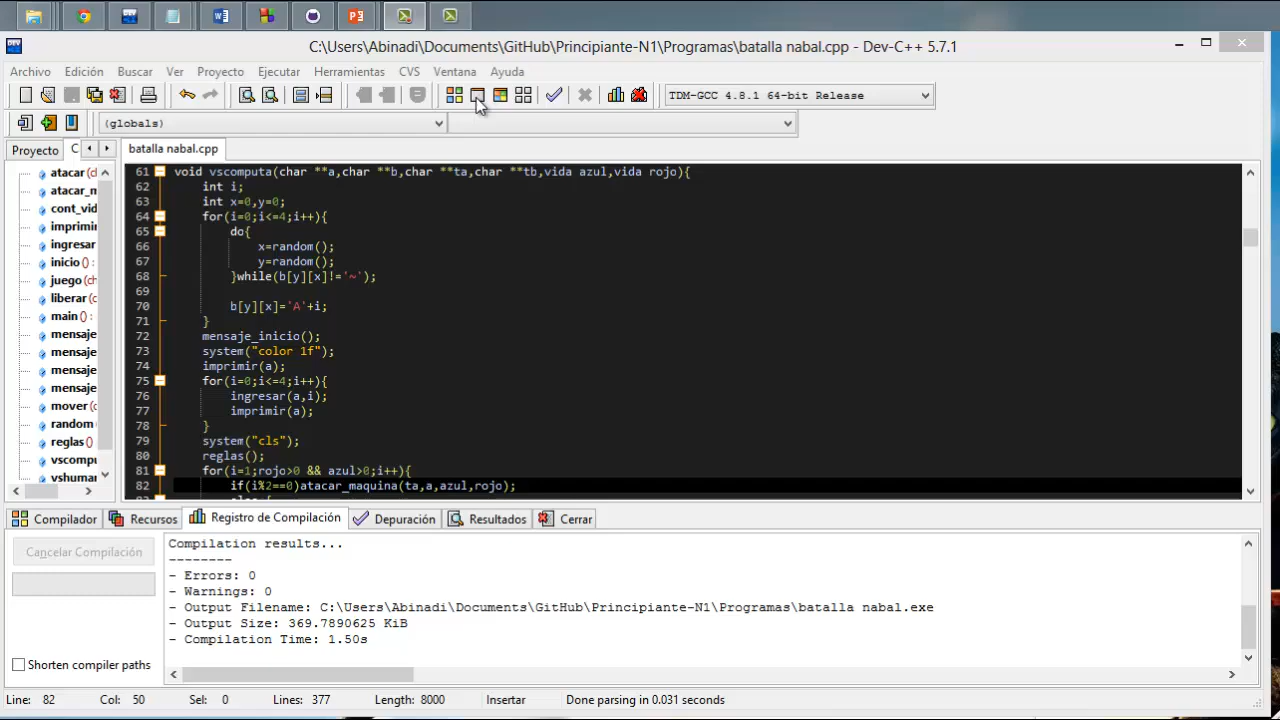 C:\Users\Abinadi\Documents\GitHub\Principiante-N1\Programas\batalla nabal.cpp - Dev-C++ 5.7.1
Archivo Edición Buscar Ver Proyecto Ejecutar Herramientas CVS Ventana Ayuda
TDM-GCC 4.8.1 64-bit Release
(globals)
Proyecto C batalla nabal.cpp
atacar (ch
atacar_m
cont_vid
imprimir
ingresar
inicio () :
juego(ch
liberar (
main () :
mensaje
mensaje
mensaje
mensaje
mover (c
random
reglas()
vscompu
vshuma
61 void vscomputa(char **a,char **b,char **ta,char **tb,vida azul,vida rojo){
62 int i;
63 int x=0,y=0;
64 for(i=0;i<=4;i++){
65 do{
66 x=random();
67 y=random();
68 }while(b[y][x]!='~');
69
70 b[y][x]='A'+i;
71 }
72 mensaje_inicio();
73 system("color 1f");
74 imprimir(a);
75 for(i=0;i<=4;i++){
76 ingresar(a,i);
77 imprimir(a);
78 }
79 system("cls");
80 reglas();
81 for(i=1;rojo>0 && azul>0;i++){
82 if(i%2==0)atacar_maquina(ta,a,azul,rojo);
Compilador Recursos Registro de Compilación Depuración Resultados Cerrar
Cancelar Compilación
Shorten compiler paths
Compilation results...
--------
- Errors: 0
- Warnings: 0
- Output Filename: C:\Users\Abinadi\Documents\GitHub\Principiante-N1\Programas\batalla nabal.exe
- Output Size: 369.7890625 KiB
- Compilation Time: 1.50s
Line: 82 Col: 50 Sel: 0 Lines: 377 Length: 8000 Insertar Done parsing in 0.031 seconds